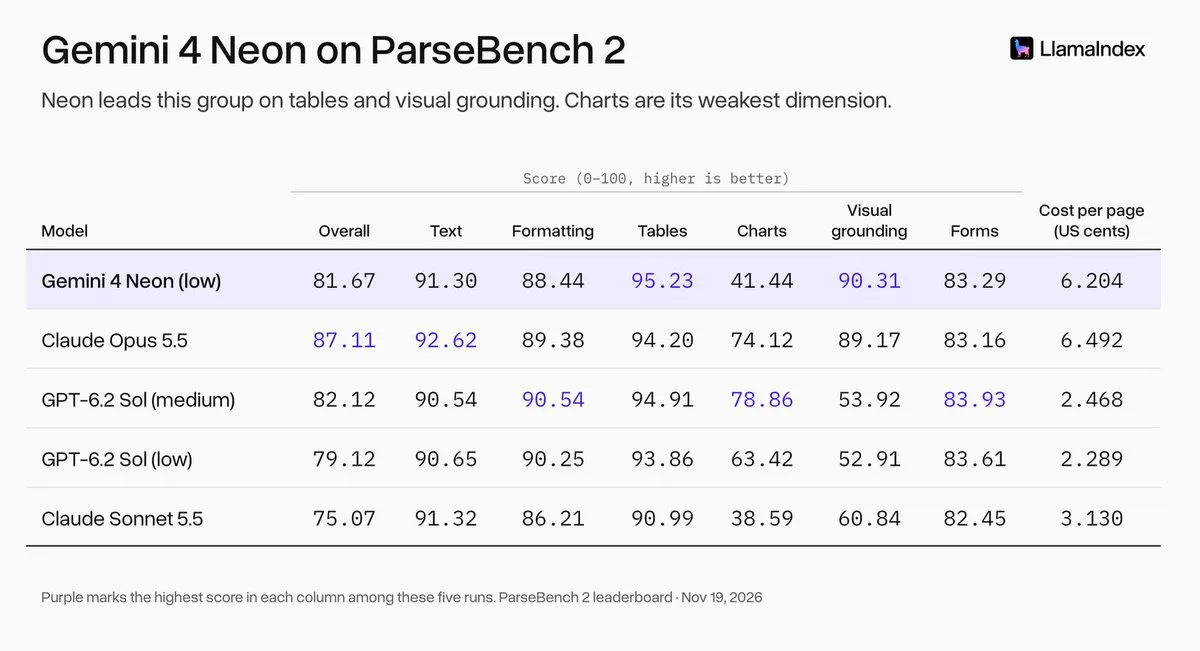 Gemini 4 Neon on ParseBench 2
LlamaIndex
Neon leads this group on tables and visual grounding. Charts are its weakest dimension.
Score (0–100, higher is better)
Model Overall Text Formatting Tables Charts Visual grounding Forms Cost per page (US cents)
Gemini 4 Neon (low) 81.67 91.30 88.44 95.23 41.44 90.31 83.29 6.204
Claude Opus 5.5 87.11 92.62 89.38 94.20 74.12 89.17 83.16 6.492
GPT-6.2 Sol (medium) 82.12 90.54 90.54 94.91 78.86 53.92 83.93 2.468
GPT-6.2 Sol (low) 79.12 90.65 90.25 93.86 63.42 52.91 83.61 2.289
Claude Sonnet 5.5 75.07 91.32 86.21 90.99 38.59 60.84 82.45 3.130
Purple marks the highest score in each column among these five runs. ParseBench 2 leaderboard · Nov 19, 2026